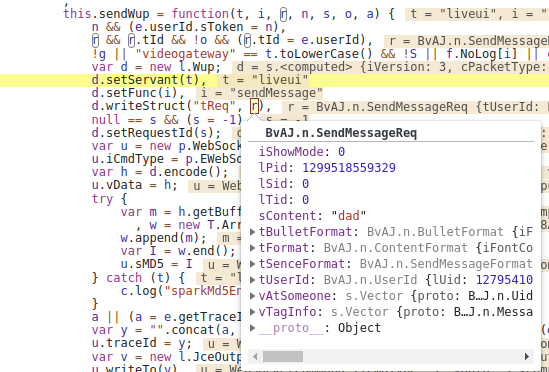 this.sendWup = function(t, i, r, n, s, o, a) { t = "liveui", i = "
n && (e.userId.sToken = n),
r && r.tId && !o && (r.tId = e.userId), r = BvAJ.n.SendMessageR
!g || "videogateway" == t.toLowerCase() && !S || f.NoLog[i] ||
var d = new l.Wup; d = s.<computed> {iVersion: 3, cPacketType:
d.setServant(t), t = "liveui"
d.setFunc(i), i = "sendMessage"
d.writeStruct("tReq", r), r = BvAJ.n.SendMessageReq {tUserId:
null == s && (s = -1) s = -1
d.setRequestId(s);
var u = new p.WebSock
u.iCmdType = p.EWebSo
var h = d.encode();
u.vData = h; u = We
try {
var m = h.getBuff
, w = new T.Arr
w.append(m); m =
var I = w.end();
u.sMD5 = I
} catch (t) { t = "l
c.log("sparkMd5Er
}
a || (a = e.getTraceI
var y = "".concat(a,
u.traceId = y; u = W
var v = new l.JceOutp
u.writeTo(v)
BvAJ.n.SendMessageReq
iShowMode: 0
lPid: 1299518559329
lSid: 0
lTid: 0
sContent: "dad"
tBulletFormat: BvAJ.n.BulletFormat {iF
tFormat: BvAJ.n.ContentFormat {iFontCo
tSenceFormat: BvAJ.n.SendMessageFormat
tUserId: BvAJ.n.UserId {lUid: 12795410
vAtSomeone: s.Vector {proto: B…J.n.Uid
vTagInfo: s.Vector {proto: B…J.n.Messa
__proto__: Object